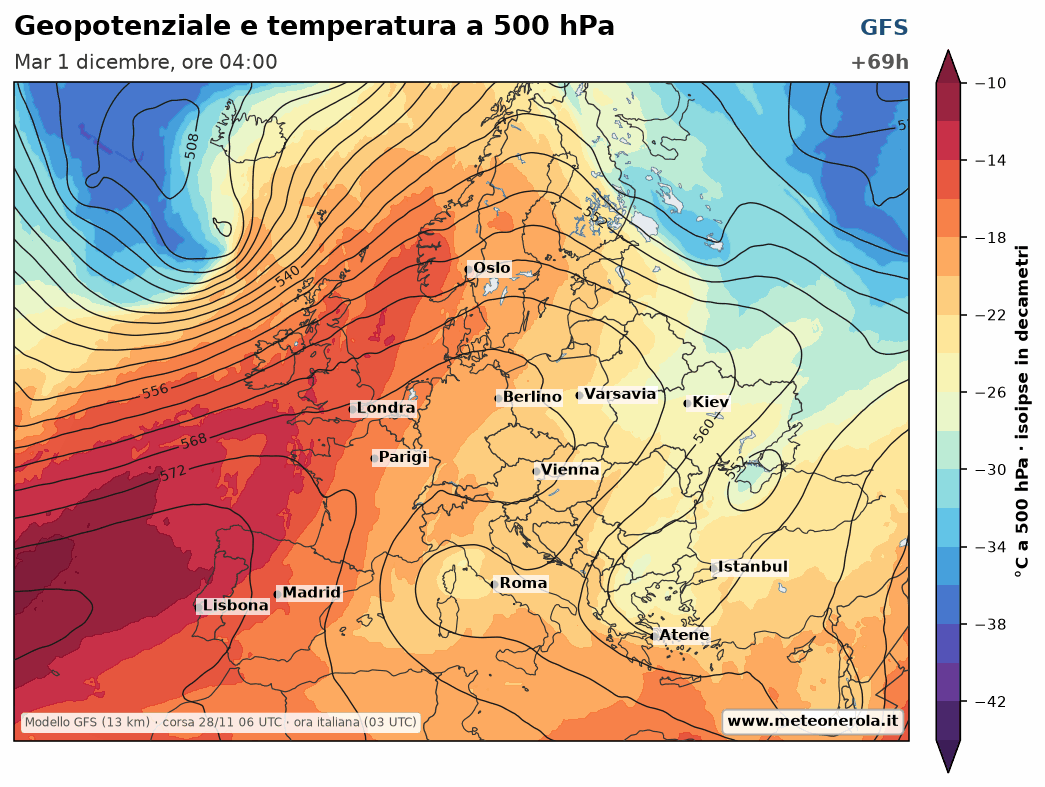 Geopotenziale e temperatura a 500 hPa
GFS
Mar 1 dicembre, ore 04:00
+69h
508
540
556
568
572
560
Oslo
Berlino
Varsavia
Kiev
Londra
Parigi
Vienna
Roma
Istanbul
Madrid
Lisbona
Atene
−10
−14
−18
−22
−26
−30
−34
−38
−42
°C a 500 hPa · isoipse in decametri
Modello GFS (13 km) · corsa 28/11 06 UTC · ora italiana (03 UTC)
www.meteonerola.it